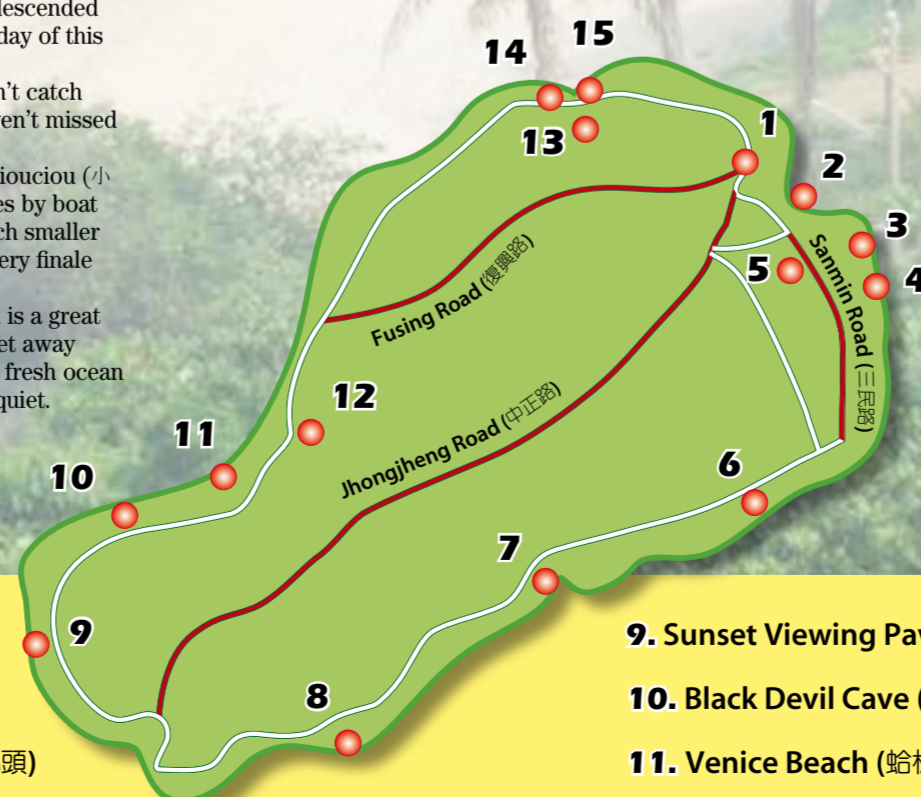 descended
day of this
n't catch
ven't missed
iouciou (小
es by boat
ch smaller
ery finale
is a great
et away
fresh ocean
quiet.
14
15
13
1
2
3
4
5
Sanmin Road (三民路)
Fusing Road (復興路)
12
Jhongjheng Road (中正路)
11
10
6
7
9
8
頭)
9. Sunset Viewing Pav
10. Black Devil Cave (
11. Venice Beach (蛤